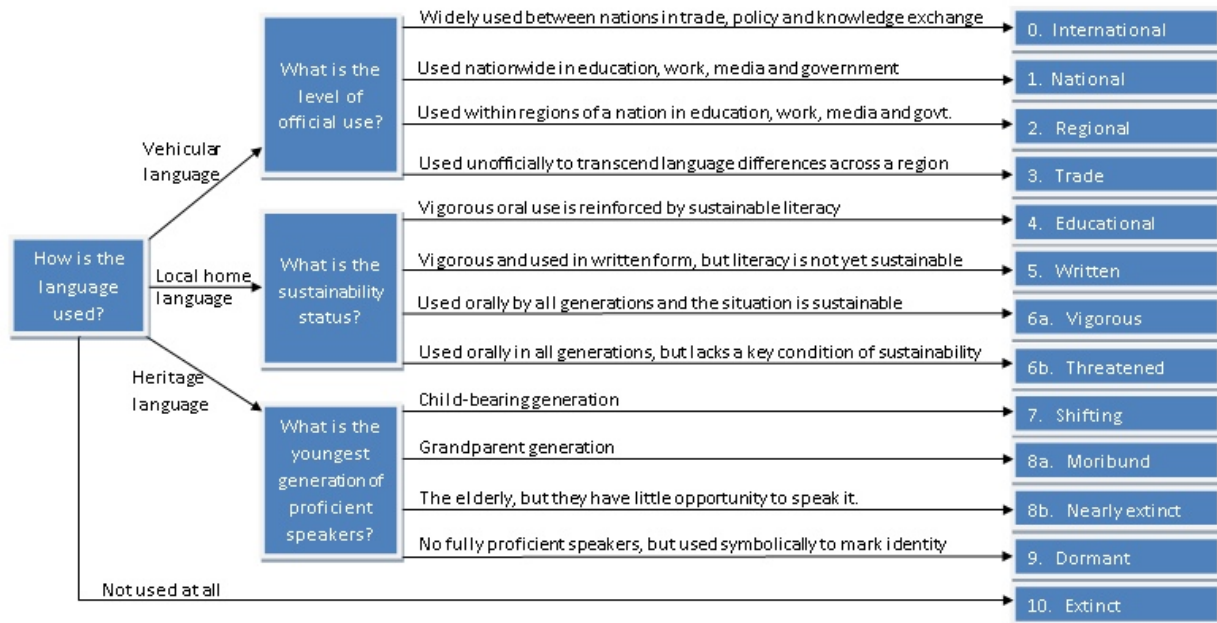 Widely used between nations in trade, policy and knowledge exchange
0. International
What is the
level of
official use?
Used nationwide in education, work, media and government
1. National
Used within regions of a nation in education, work, media and govt.
2. Regional
Vehicular
language
Used unofficially to transcend language differences across a region
3. Trade
Vigorous oral use is reinforced by sustainable literacy
4. Educational
How is the
language
used?
Local home
language
What is the
sustainability
status?
Vigorous and used in written form, but literacy is not yet sustainable
5. Written
Used orally by all generations and the situation is sustainable
6a. Vigorous
Used orally in all generations, but lacks a key condition of sustainability
6b. Threatened
Heritage
language
What is the
youngest
generation of
proficient
speakers?
Child-bearing generation
7. Shifting
Grandparent generation
8a. Moribund
The elderly, but they have little opportunity to speak it.
8b. Nearly extinct
No fully proficient speakers, but used symbolically to mark identity
9. Dormant
Not used at all
10. Extinct